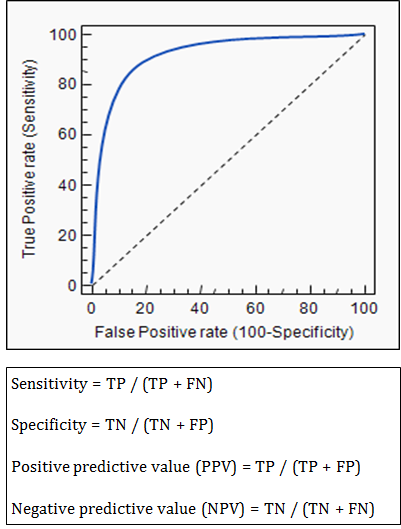 100
80
60
40
20
0
True Positive rate (Sensitivity)
0 20 40 60 80 100
False Positive rate (100-Specificity)
Sensitivity = TP / (TP + FN)
Specificity = TN / (TN + FP)
Positive predictive value (PPV) = TP / (TP + FP)
Negative predictive value (NPV) = TN / (TN + FN)